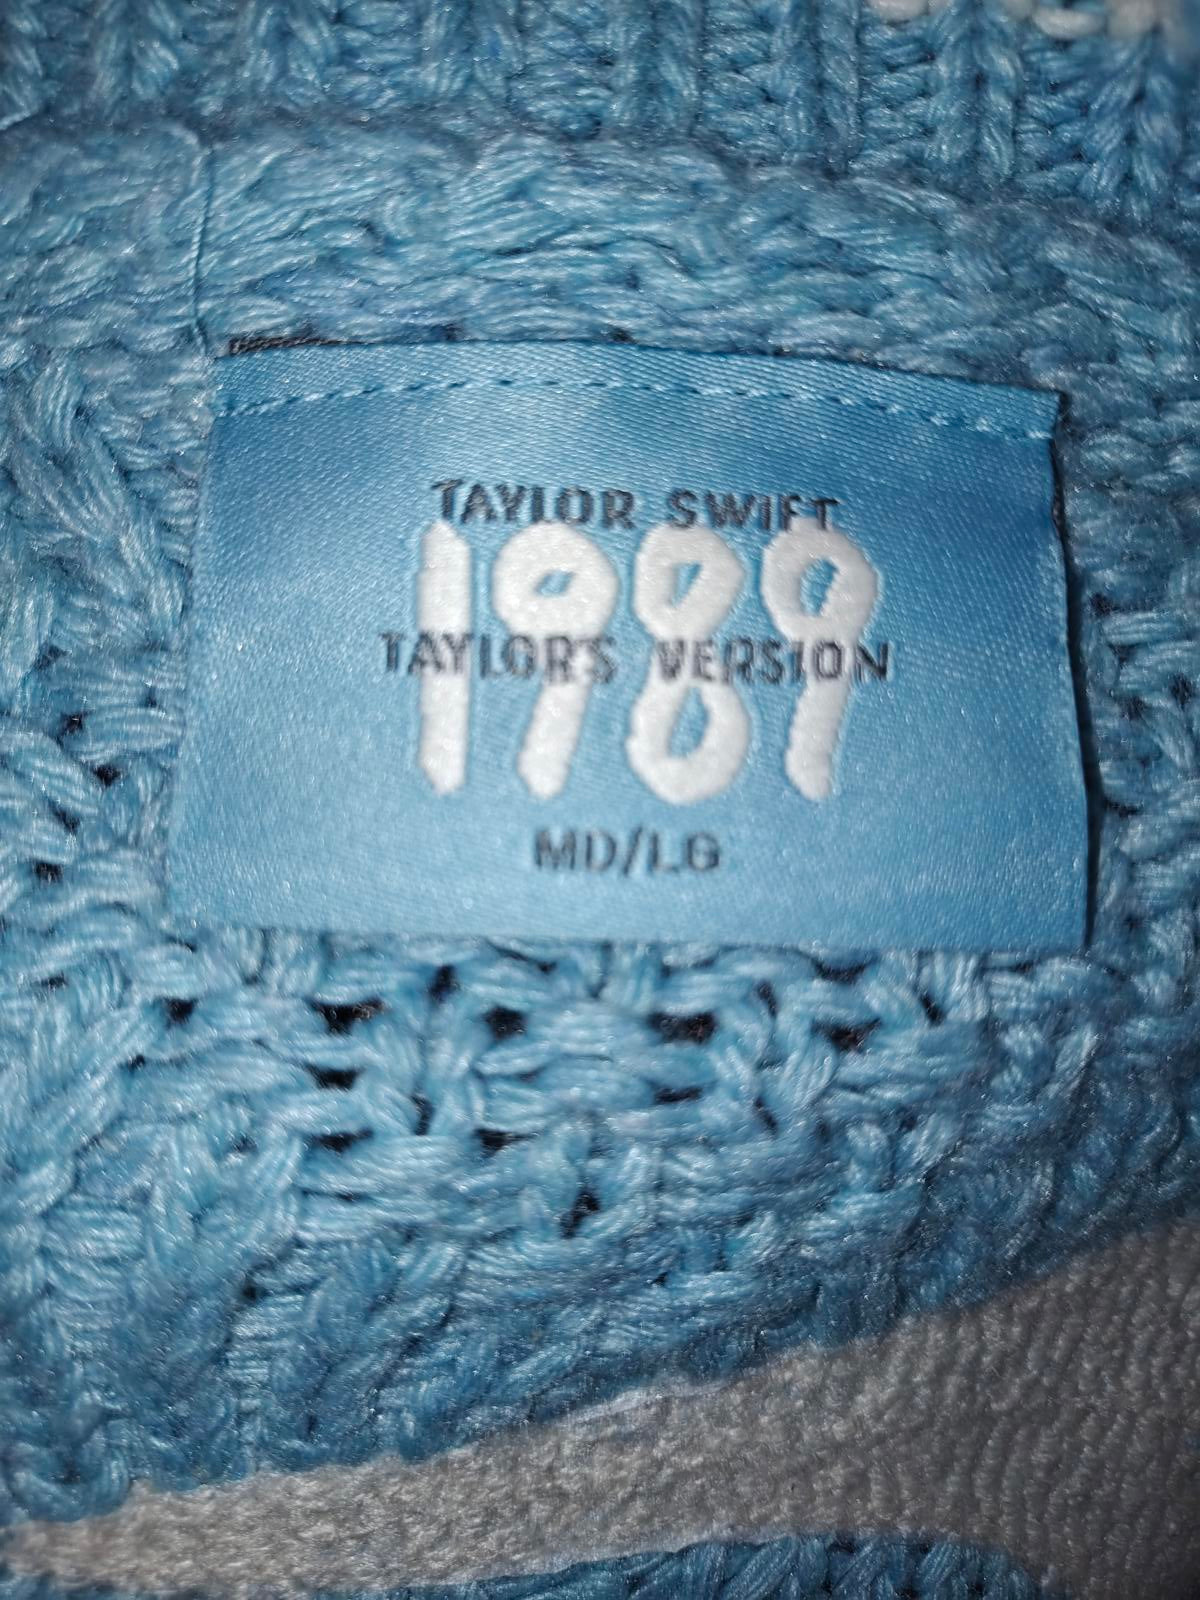 TAYLOR SWIFT
1989
TAYLOR'S VERSION
MD/LG